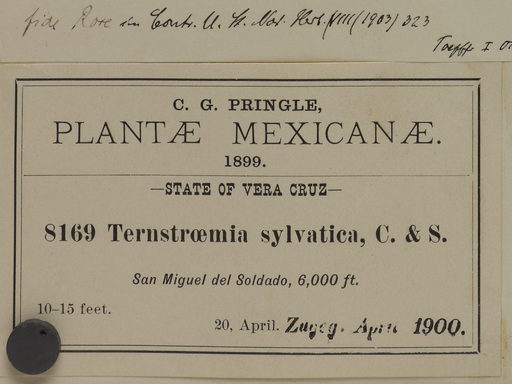 fide Rose in Contr. U. St. Nat. Herb. VIII (1903) 323
C. G. PRINGLE,
PLANTÆ MEXICANÆ.
1899.
—STATE OF VERA CRUZ—
8169 Ternstrœmia sylvatica, C. & S.
San Miguel del Soldado, 6,000 ft.
10–15 feet.
20, April. Zugeg. April 1900.